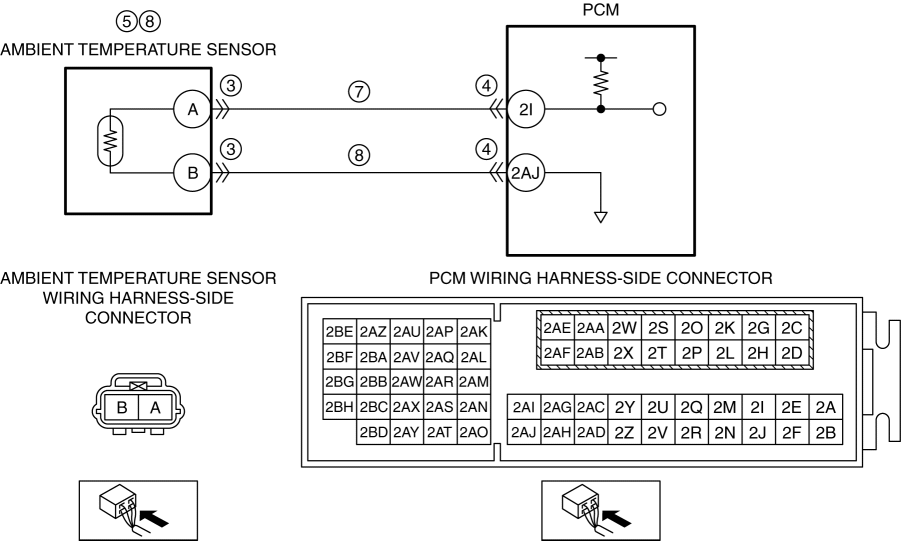 ⑤⑧
AMBIENT TEMPERATURE SENSOR
PCM
③ ⑦ ④
A 2I
③ ⑧ ④
B 2AJ
AMBIENT TEMPERATURE SENSOR
WIRING HARNESS-SIDE
CONNECTOR
B A
PCM WIRING HARNESS-SIDE CONNECTOR
2BE 2AZ 2AU 2AP 2AK
2BF 2BA 2AV 2AQ 2AL
2BG 2BB 2AW 2AR 2AM
2BH 2BC 2AX 2AS 2AN
2BD 2AY 2AT 2AO
2AE 2AA 2W 2S 2O 2K 2G 2C
2AF 2AB 2X 2T 2P 2L 2H 2D
2AI 2AG 2AC 2Y 2U 2Q 2M 2I 2E 2A
2AJ 2AH 2AD 2Z 2V 2R 2N 2J 2F 2B